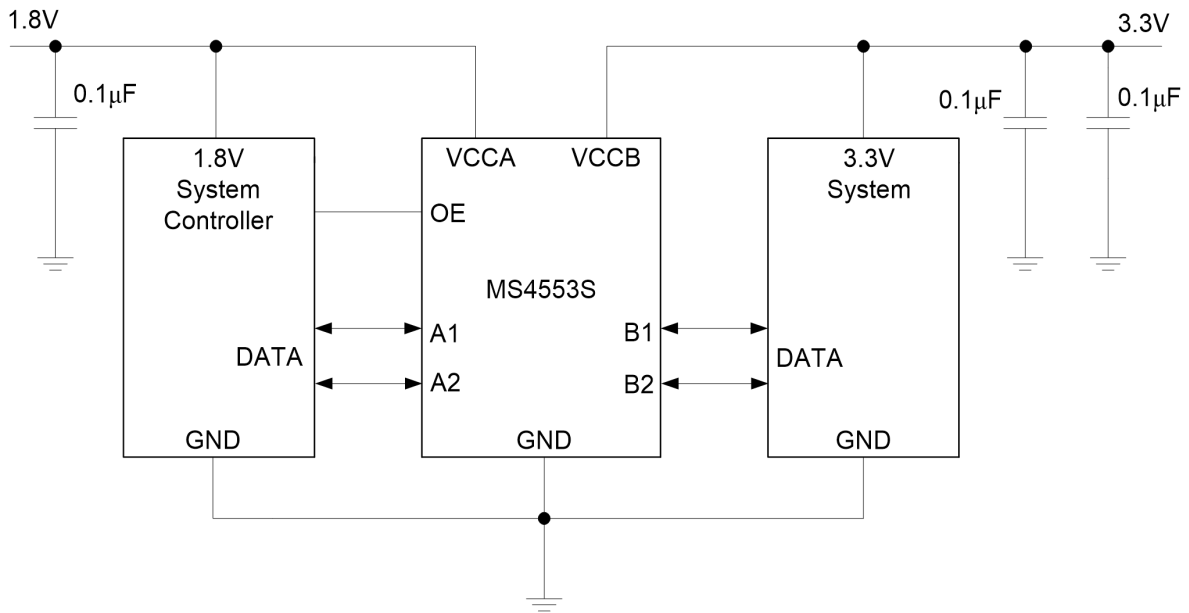 1.8V
3.3V
0.1μF
0.1μF
0.1μF
1.8V
System
Controller
VCCA
VCCB
3.3V
System
OE
MS4553S
A1
B1
DATA
DATA
A2
B2
GND
GND
GND